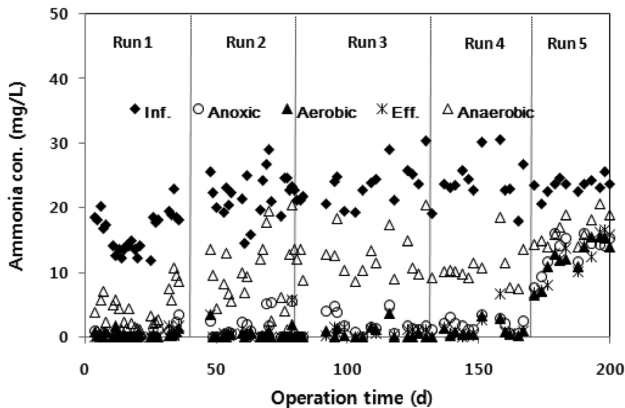 50
40
30
20
10
0
Ammonia con. (mg/L)
Run 1 Run 2 Run 3 Run 4 Run 5
Inf. Anoxic Aerobic Eff. Anaerobic
0 50 100 150 200
Operation time (d)